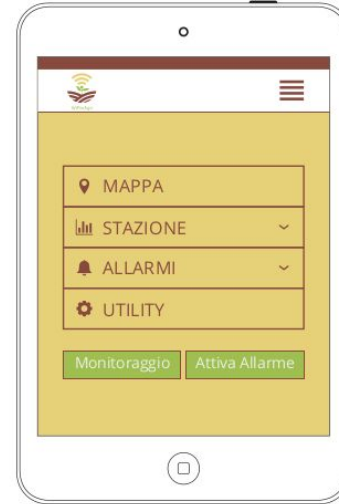 MAPPA
STAZIONE
ALLARMI
UTILITY
Monitoraggio Attiva Allarme